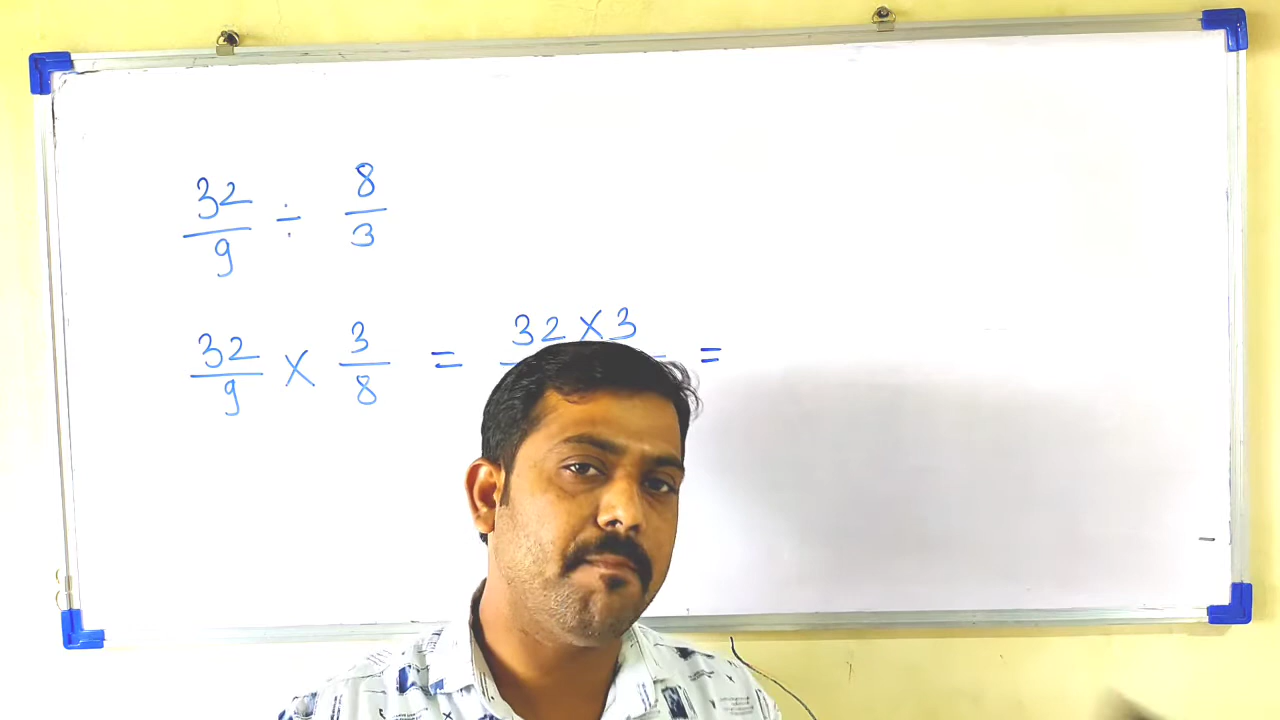 32/9 ÷ 8/3
32/9 × 3/8 = 32 × 3 =